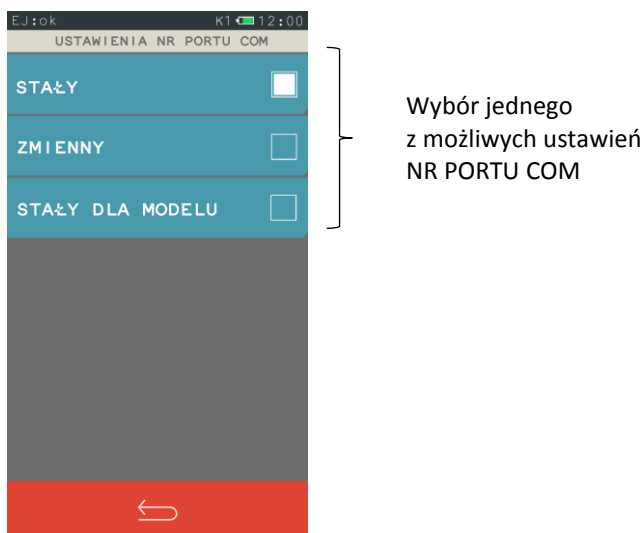 EJ:ok K1 12:00
USTAWIENIA NR PORTU COM
STAŁY
ZMIENNY
STAŁY DLA MODELU
Wybór jednego
z możliwych ustawień
NR PORTU COM